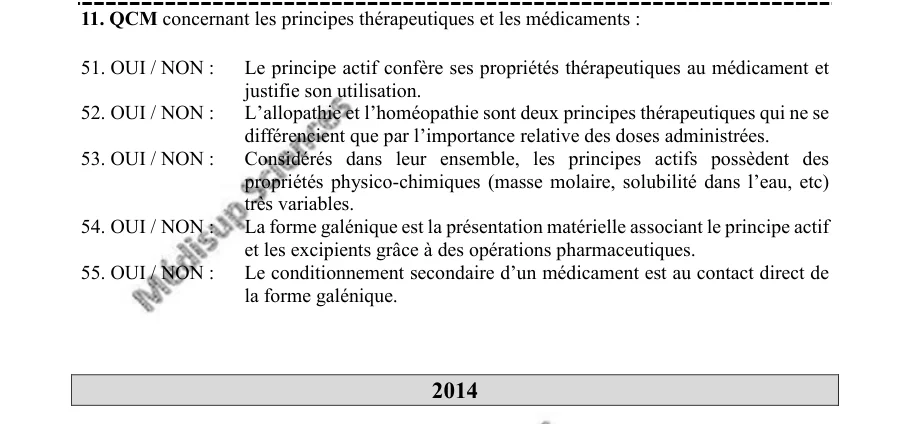 11. QCM concernant les principes thérapeutiques et les médicaments :
51. OUI / NON : Le principe actif confère ses propriétés thérapeutiques au médicament et
justifie son utilisation.
52. OUI / NON : L’allopathie et l’homéopathie sont deux principes thérapeutiques qui ne se
différencient que par l’importance relative des doses administrées.
53. OUI / NON : Considérés dans leur ensemble, les principes actifs possèdent des
propriétés physico-chimiques (masse molaire, solubilité dans l’eau, etc)
très variables.
54. OUI / NON : La forme galénique est la présentation matérielle associant le principe actif
et les excipients grâce à des opérations pharmaceutiques.
55. OUI / NON : Le conditionnement secondaire d’un médicament est au contact direct de
la forme galénique.
Médisup Sciences
2014